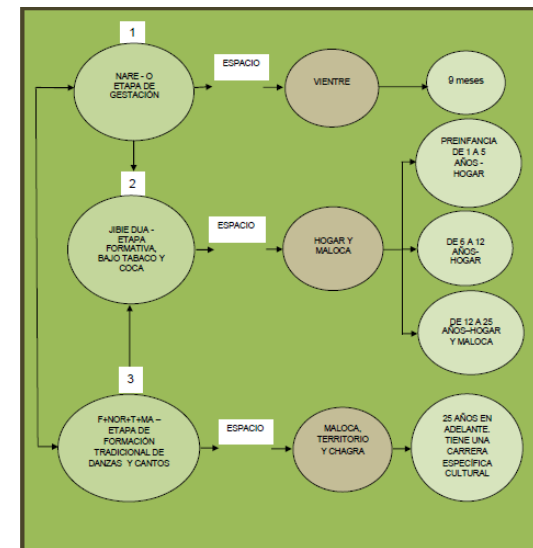 1
NARE - O
ETAPA DE
GESTACIÓN
ESPACIO
VIENTRE
9 meses
PREINFANCIA
DE 1 A 5
AÑOS -
HOGAR
2
JIBIE DUA -
ETAPA
FORMATIVA,
BAJO TABACO Y
COCA
ESPACIO
HOGAR Y
MALOCA
DE 6 A 12
AÑOS-
HOGAR
DE 12 A 25
AÑOS–HOGAR
Y MALOCA
3
F+NOR+T+MA –
ETAPA DE
FORMACIÓN
TRADICIONAL DE
DANZAS Y CANTOS
ESPACIO
MALOCA,
TERRITORIO
Y CHAGRA
25 AÑOS EN
ADELANTE.
TIENE UNA
CARRERA
ESPECÍFICA
CULTURAL